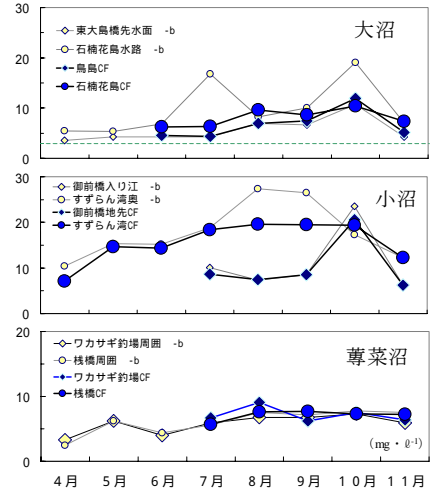 大沼
30
20
10
0
東大島橋先水面 -b
石楠花島水路 -b
鳥島CF
石楠花島CF
小沼
30
20
10
0
御前橋入り江 -b
すずらん湾奥 -b
御前橋地先CF
すずらん湾CF
蓴菜沼
20
10
0
ワカサギ釣場周囲 -b
桟橋周囲 -b
ワカサギ釣場CF
桟橋CF
(mg・ℓ-1)
4月 5月 6月 7月 8月 9月 10月 11月